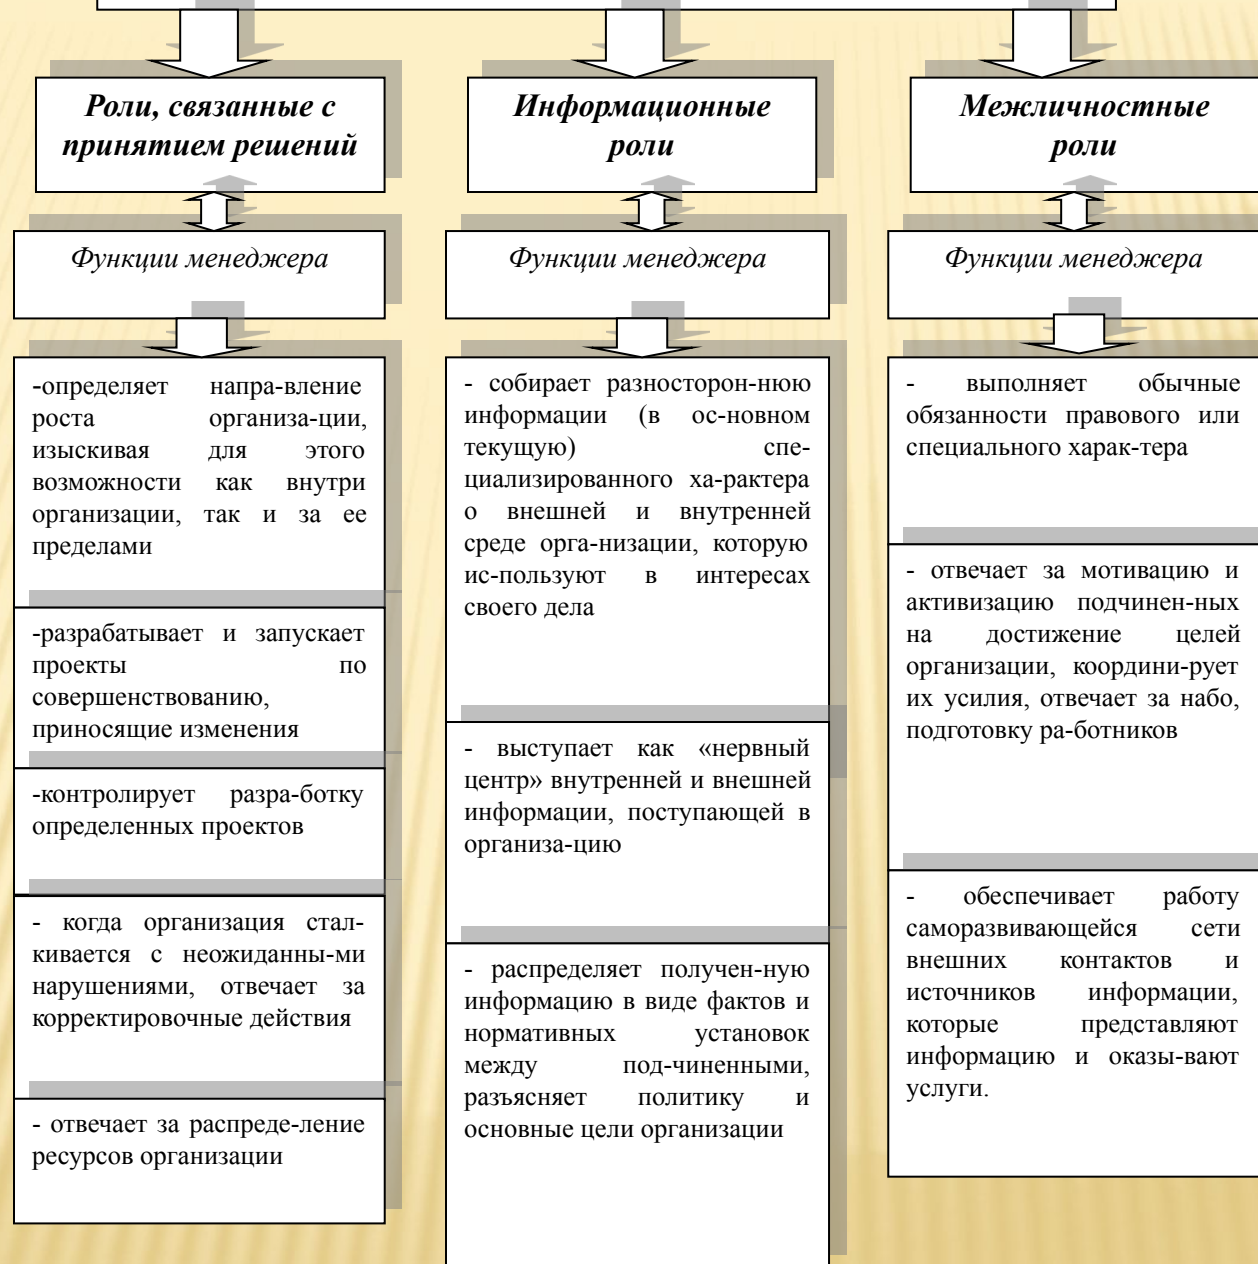 Роли, связанные с
принятием решений
Функции менеджера
-определяет напра-вление
роста организа-ции,
изыскивая для этого
возможности как внутри
организации, так и за ее
пределами
-разрабатывает и запускает
проекты по
совершенствованию,
приносящие изменения
-контролирует разра-ботку
определенных проектов
- когда организация стал-
кивается с неожиданны-ми
нарушениями, отвечает за
корректировочные действия
- отвечает за распреде-ление
ресурсов организации
Информационные
роли
Функции менеджера
- собирает разносторон-нюю
информации (в ос-новном
текущую) спе-
циализированного ха-рактера
о внешней и внутренней
среде орга-низации, которую
ис-пользуют в интересах
своего дела
- выступает как «нервный
центр» внутренней и внешней
информации, поступающей в
организа-цию
- распределяет получен-ную
информацию в виде фактов и
нормативных установок
между под-чиненными,
разъясняет политику и
основные цели организации
Межличностные
роли
Функции менеджера
- выполняет обычные
обязанности правового или
специального харак-тера
- отвечает за мотивацию и
активизацию подчинен-ных
на достижение целей
организации, координи-рует
их усилия, отвечает за набо,
подготовку ра-ботников
- обеспечивает работу
саморазвивающейся сети
внешних контактов и
источников информации,
которые представляют
информацию и оказы-вают
услуги.